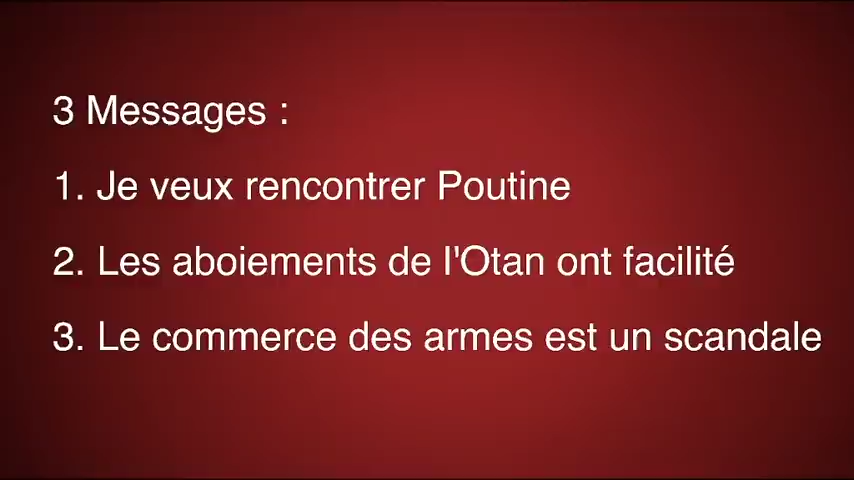 3 Messages :
1. Je veux rencontrer Poutine
2. Les aboiements de l'Otan ont facilité
3. Le commerce des armes est un scandale